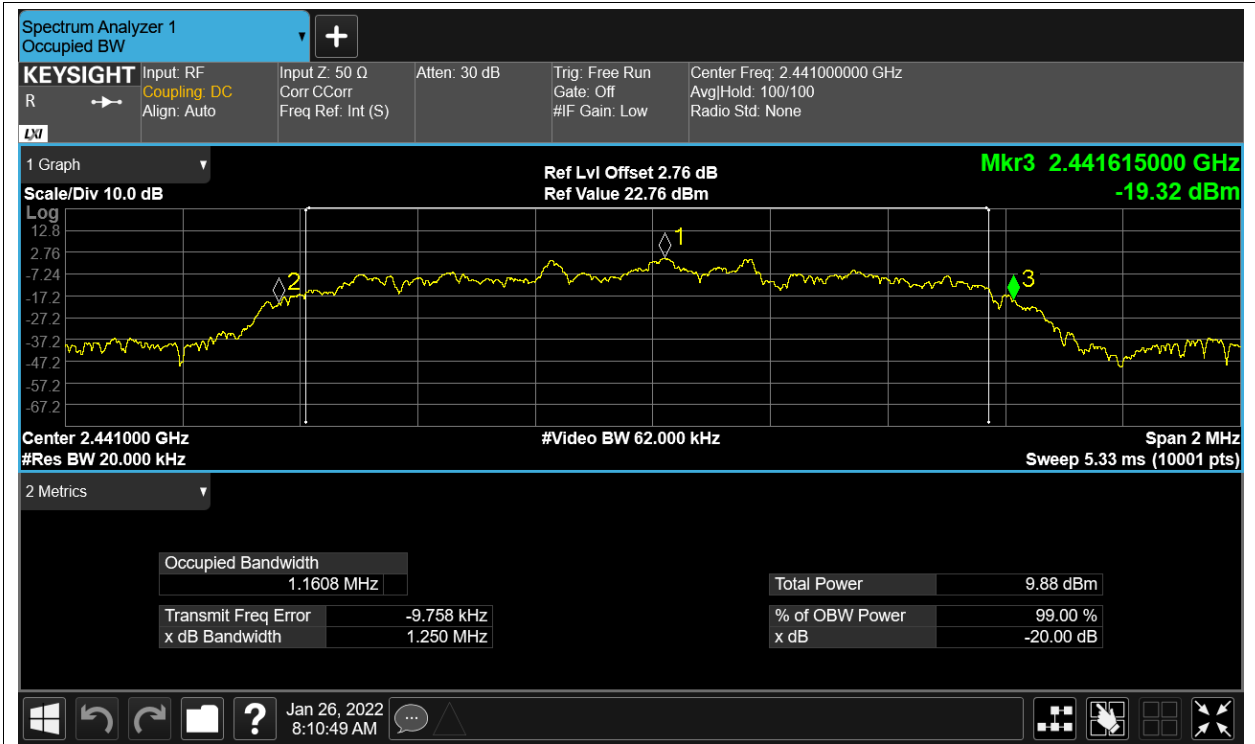 Spectrum Analyzer 1
Occupied BW
KEYSIGHT
R
LXI
Input: RF
Coupling: DC
Align: Auto
Input Z: 50 Ω
Corr CCorr
Freq Ref: Int (S)
Atten: 30 dB
Trig: Free Run
Gate: Off
#IF Gain: Low
Center Freq: 2.441000000 GHz
Avg|Hold: 100/100
Radio Std: None
1 Graph
Scale/Div 10.0 dB
Ref Lvl Offset 2.76 dB
Ref Value 22.76 dBm
Mkr3 2.441615000 GHz
-19.32 dBm
Log
12.8
2.76
-7.24
-17.2
-27.2
-37.2
-47.2
-57.2
-67.2
1
2
3
Center 2.441000 GHz
#Video BW 62.000 kHz
Span 2 MHz
#Res BW 20.000 kHz
Sweep 5.33 ms (10001 pts)
2 Metrics
Occupied Bandwidth
1.1608 MHz
Total Power 9.88 dBm
Transmit Freq Error -9.758 kHz
% of OBW Power 99.00 %
x dB Bandwidth 1.250 MHz
x dB -20.00 dB
?
Jan 26, 2022
8:10:49 AM